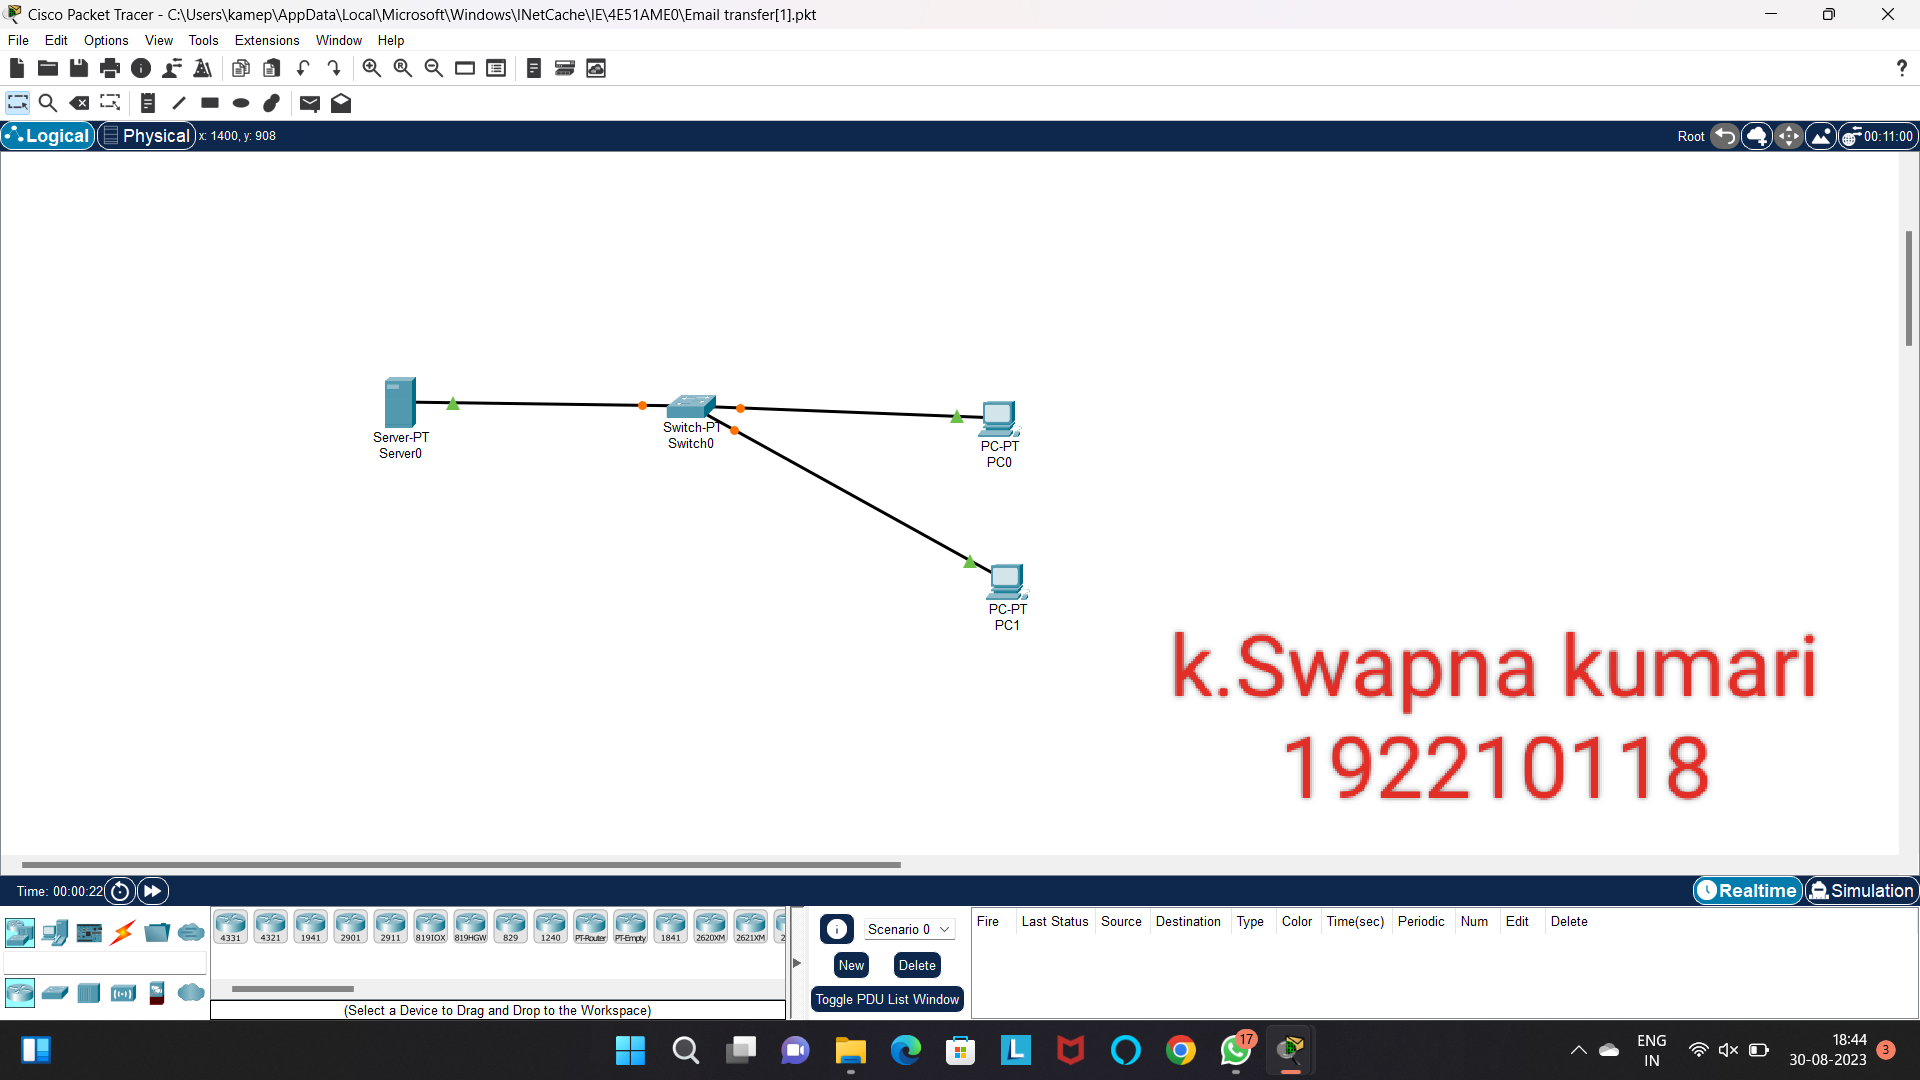 Cisco Packet Tracer - C:\Users\kamep\AppData\Local\Microsoft\Windows\INetCache\IE\4E51AME0\Email transfer[1].pkt
File Edit Options View Tools Extensions Window Help
?
Logical Physical x: 1400, y: 908 Root 00:11:00
Server-PT
Server0
Switch-PT
Switch0
PC-PT
PC0
PC-PT
PC1
k.Swapna kumari
192210118
Time: 00:00:22 Realtime Simulation
4331 4321 1941 2901 2911 819IOX 819HGW 829 1240 PT-Router PT-Empty 1841 2620XM 2621XM 2
(Select a Device to Drag and Drop to the Workspace)
Scenario 0
New Delete
Toggle PDU List Window
Fire Last Status Source Destination Type Color Time(sec) Periodic Num Edit Delete
L 17
ENG
IN
18:44
30-08-2023
3